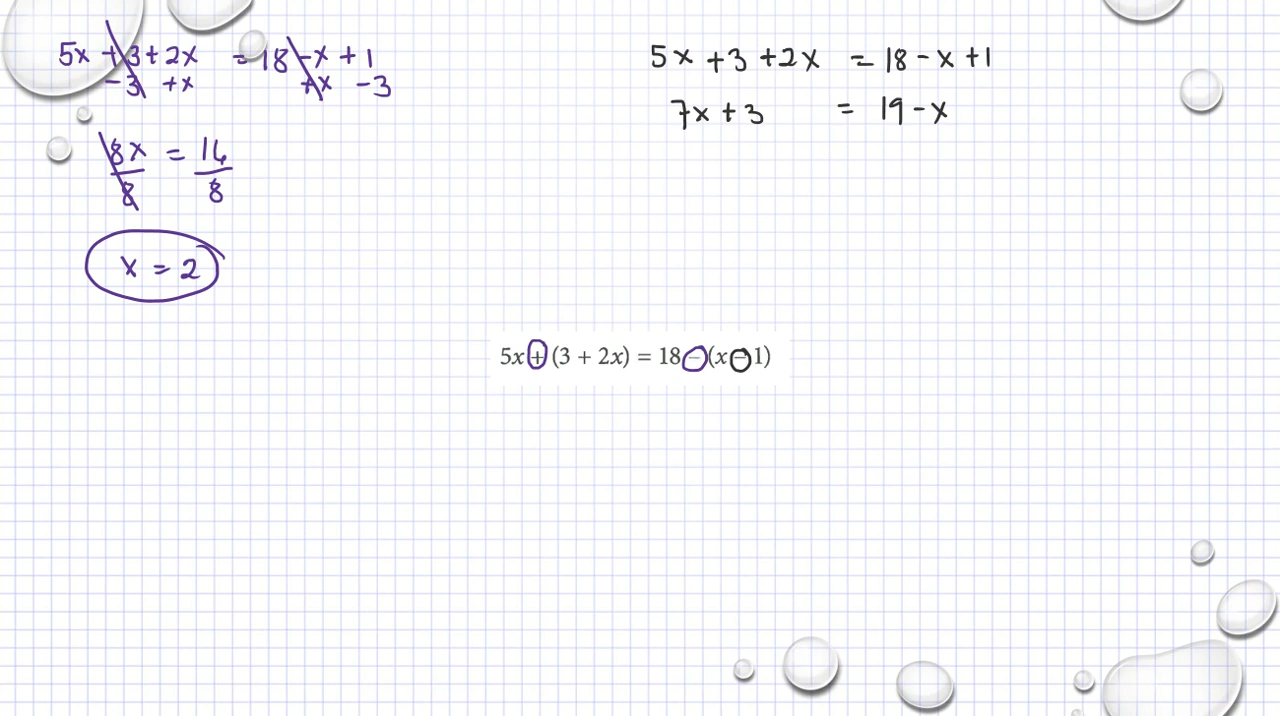 5x + 3 + 2x = 18 - x + 1
- 3 + x + x - 3
8x = 16
8 8
x = 2
5x + 3 + 2x = 18 - x + 1
7x + 3 = 19 - x
5x + (3 + 2x) = 18 − (x − 1)